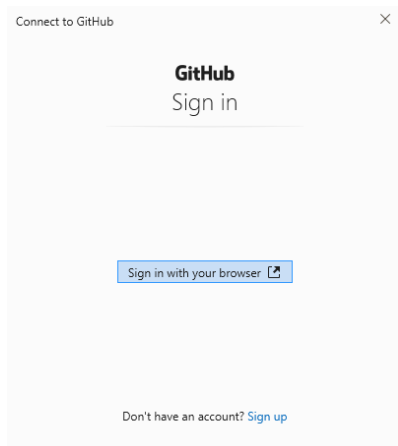 Connect to GitHub
GitHub
Sign in
Sign in with your browser
Don't have an account? Sign up